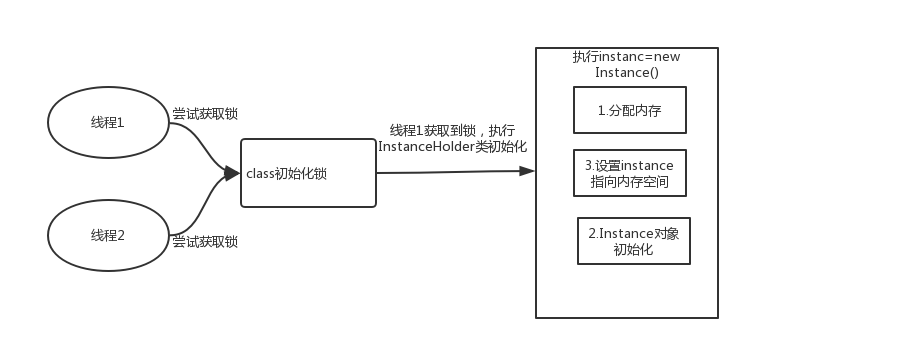 线程1
尝试获取锁
class初始化锁
线程2
尝试获取锁
线程1获取到锁，执行
InstanceHolder类初始化
执行instanc=new
Instance()
1.分配内存
3.设置instance
指向内存空间
2.Instance对象
初始化